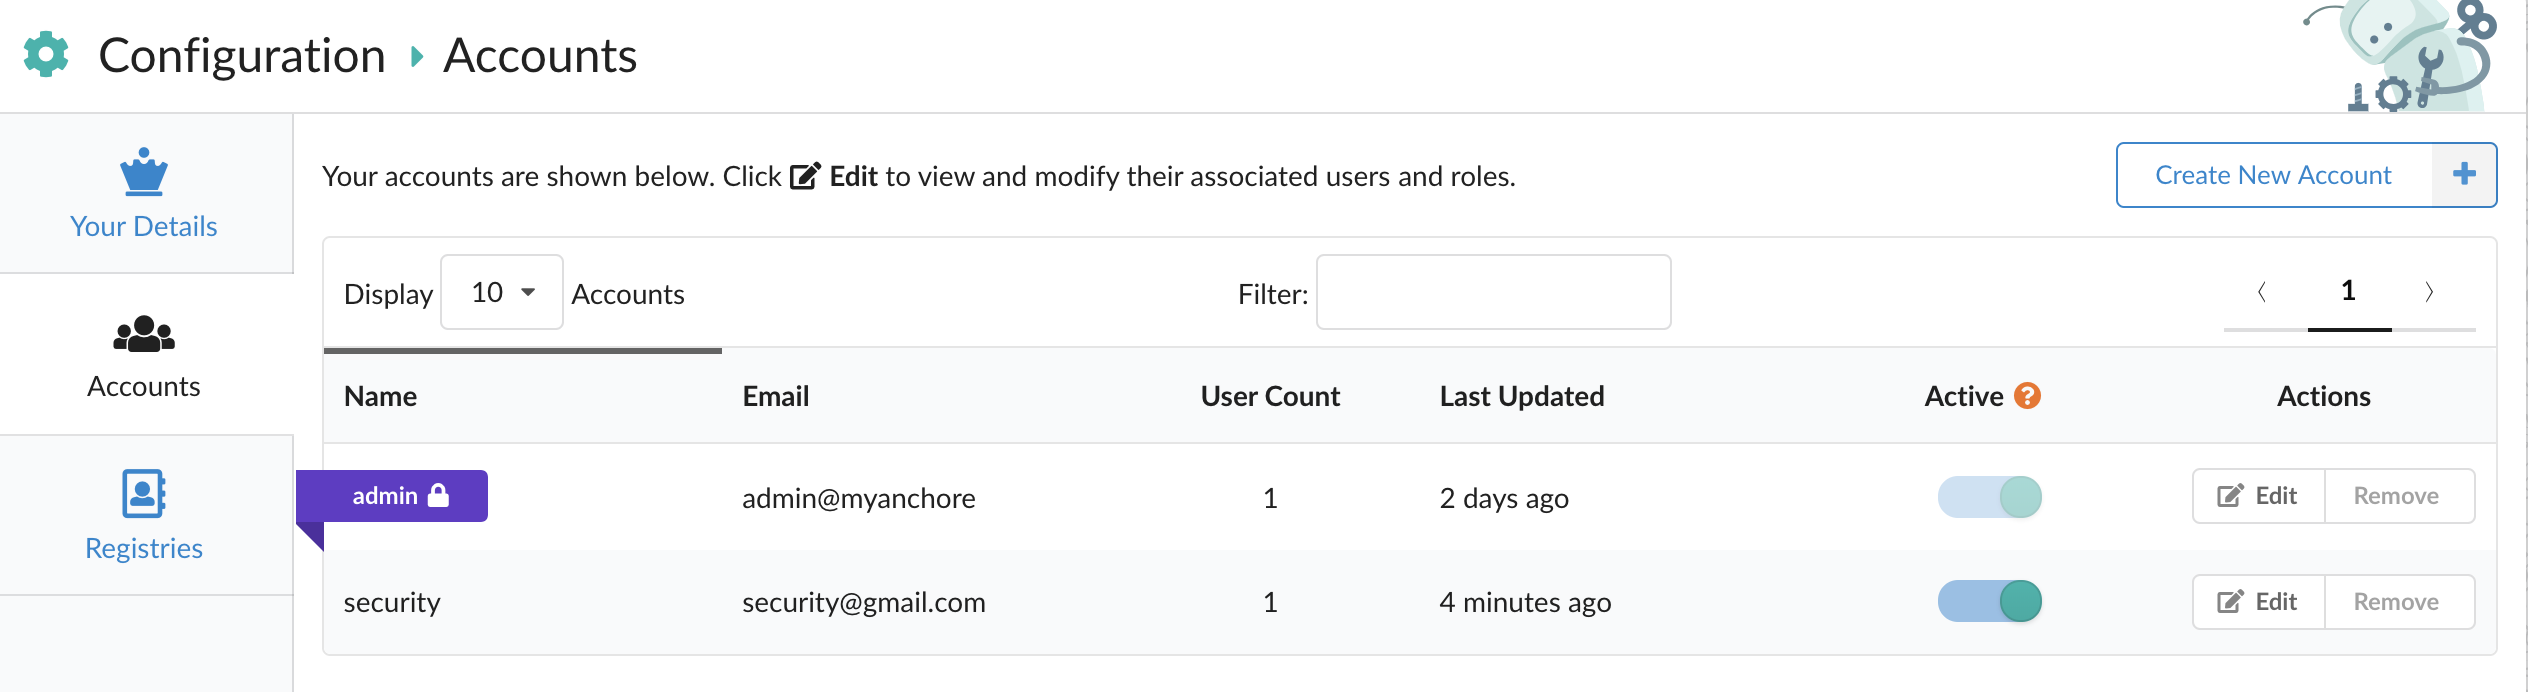 Configuration Accounts
Your Details
Accounts
Registries
Your accounts are shown below. Click Edit to view and modify their associated users and roles.
Create New Account
Display 10 Accounts
Filter:
1
Name Email User Count Last Updated Active ? Actions
admin admin@myanchore 1 2 days ago Edit Remove
security security@gmail.com 1 4 minutes ago Edit Remove